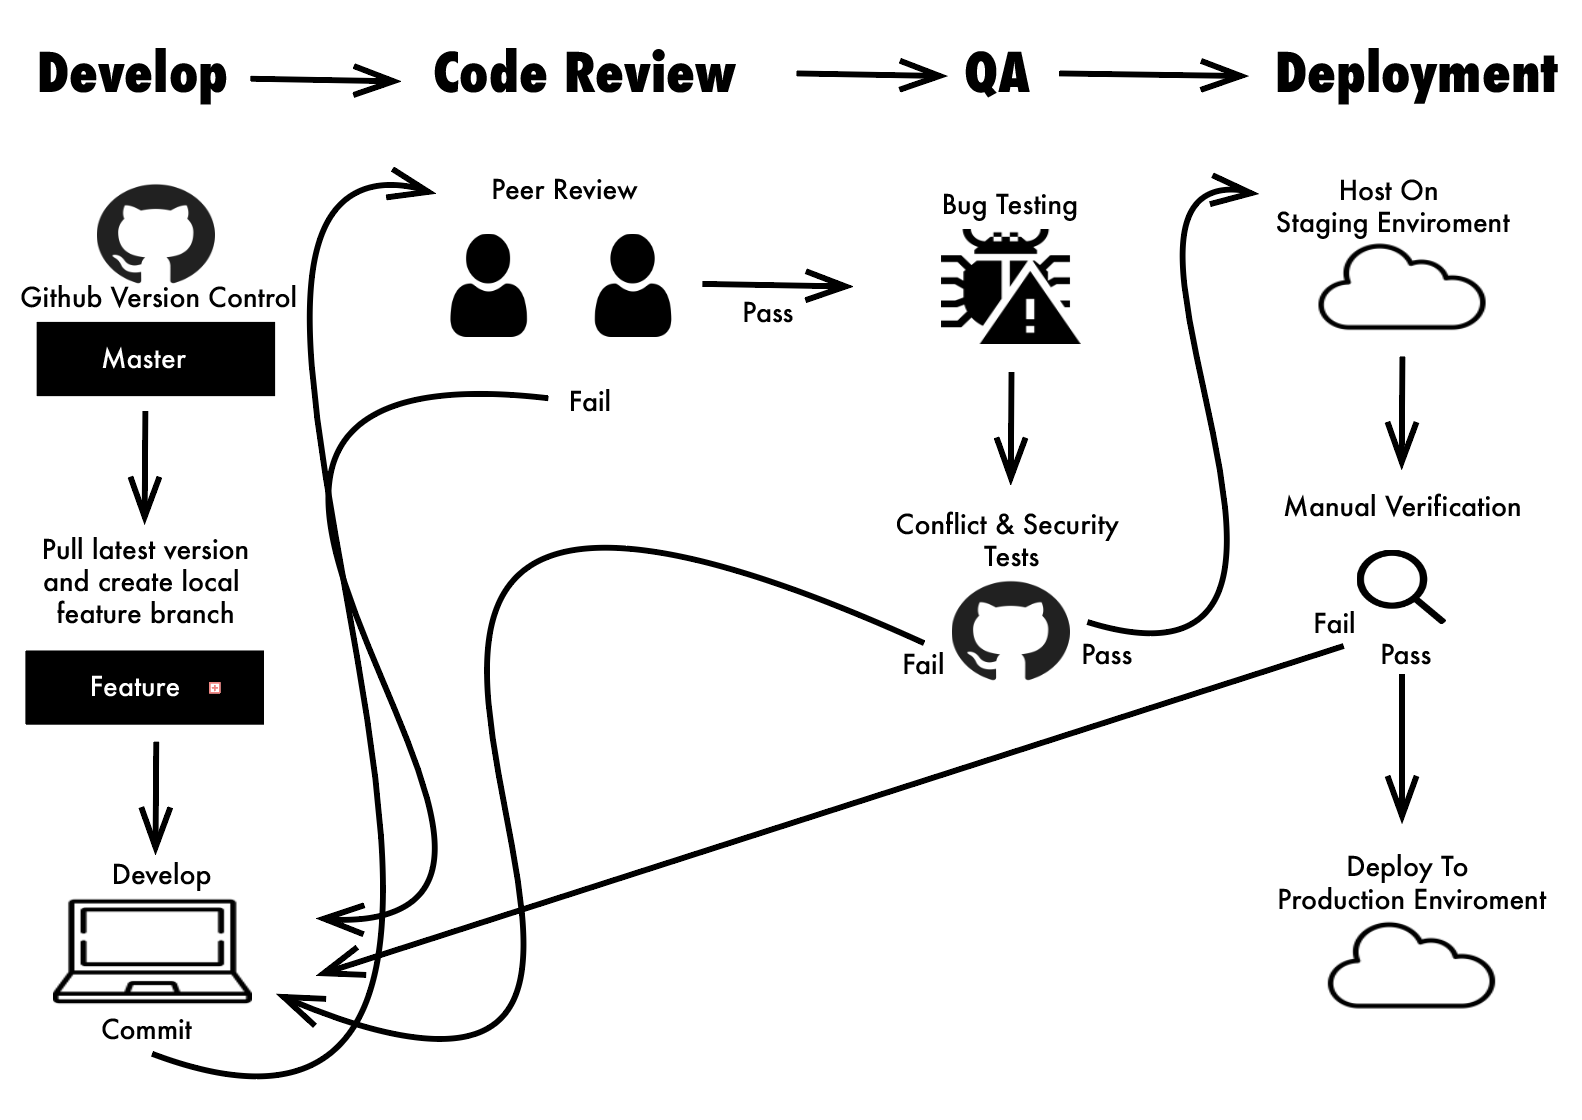 Develop
Code Review
QA
Deployment
Github Version Control
Master
Pull latest version
and create local
feature branch
Feature
Develop
Commit
Peer Review
Pass
Fail
Bug Testing
Conflict & Security
Tests
Fail
Pass
Host On
Staging Enviroment
Manual Verification
Fail
Pass
Deploy To
Production Enviroment